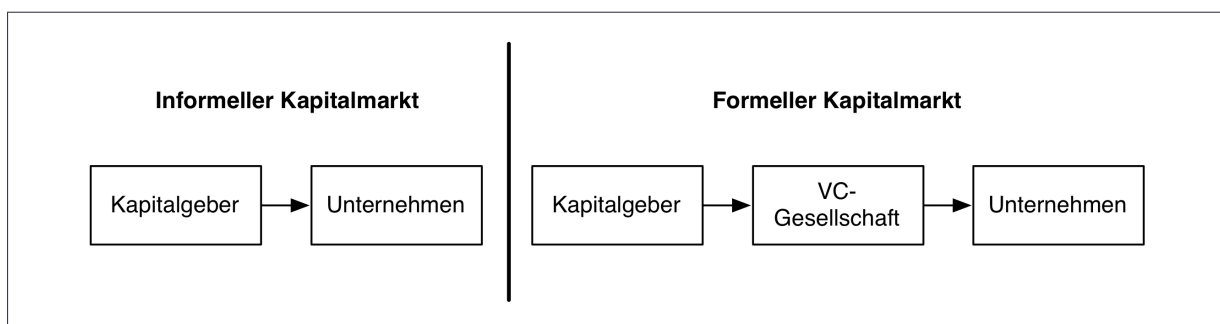 Informeller Kapitalmarkt
Kapitalgeber
Unternehmen
Formeller Kapitalmarkt
Kapitalgeber
VC-
Gesellschaft
Unternehmen